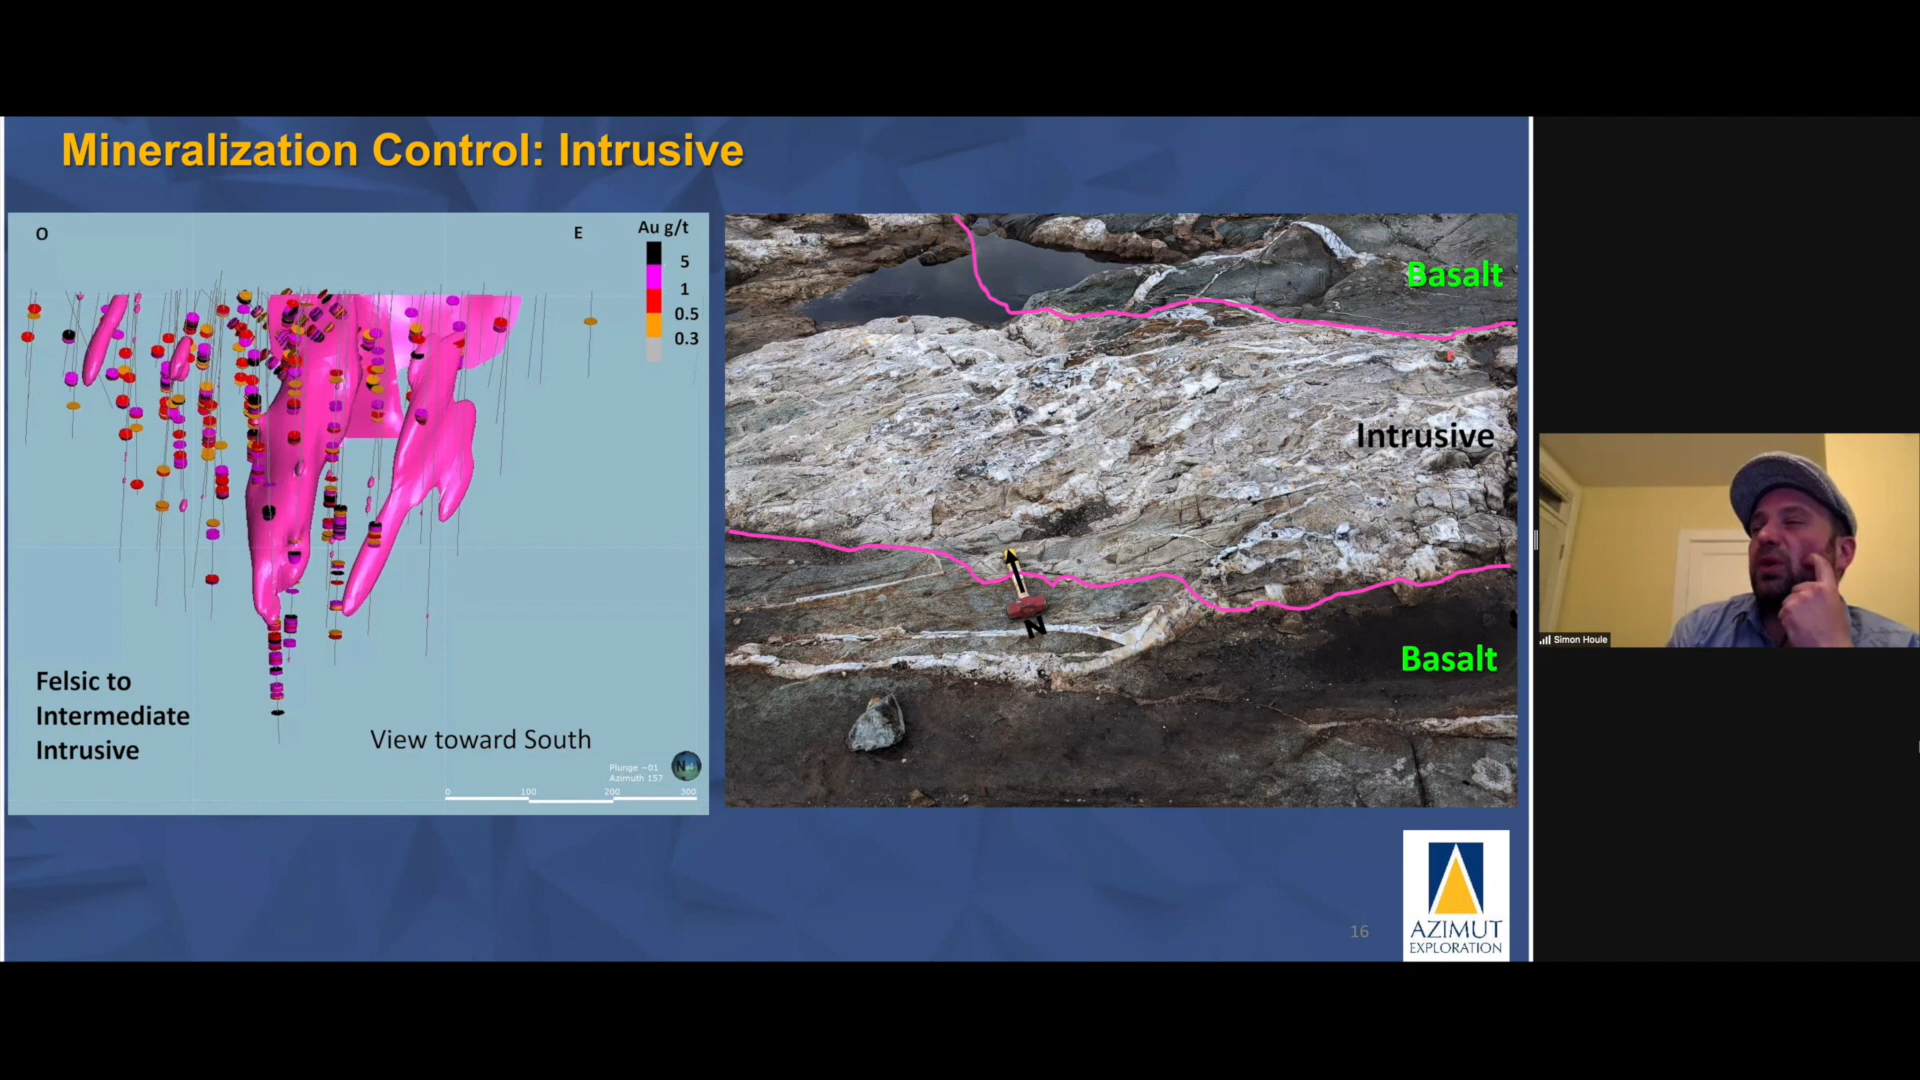 Mineralization Control: Intrusive
O
E
Au g/t
5
1
0.5
0.3
Felsic to
Intermediate
Intrusive
View toward South
Plunge −01
Azimuth 157
N
0 100 200 300
Basalt
Intrusive
N
Basalt
16
AZIMUT
EXPLORATION
Simon Houle